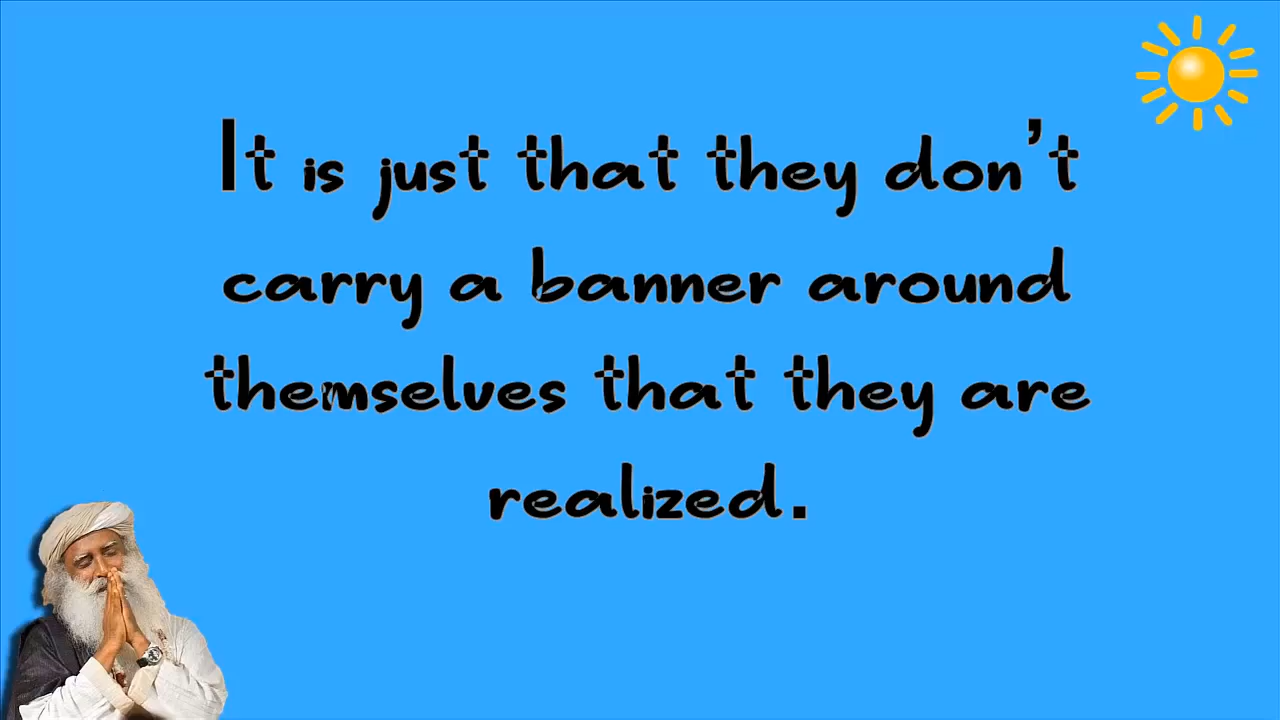 It is just that they don’t
carry a banner around
themselves that they are
realized.